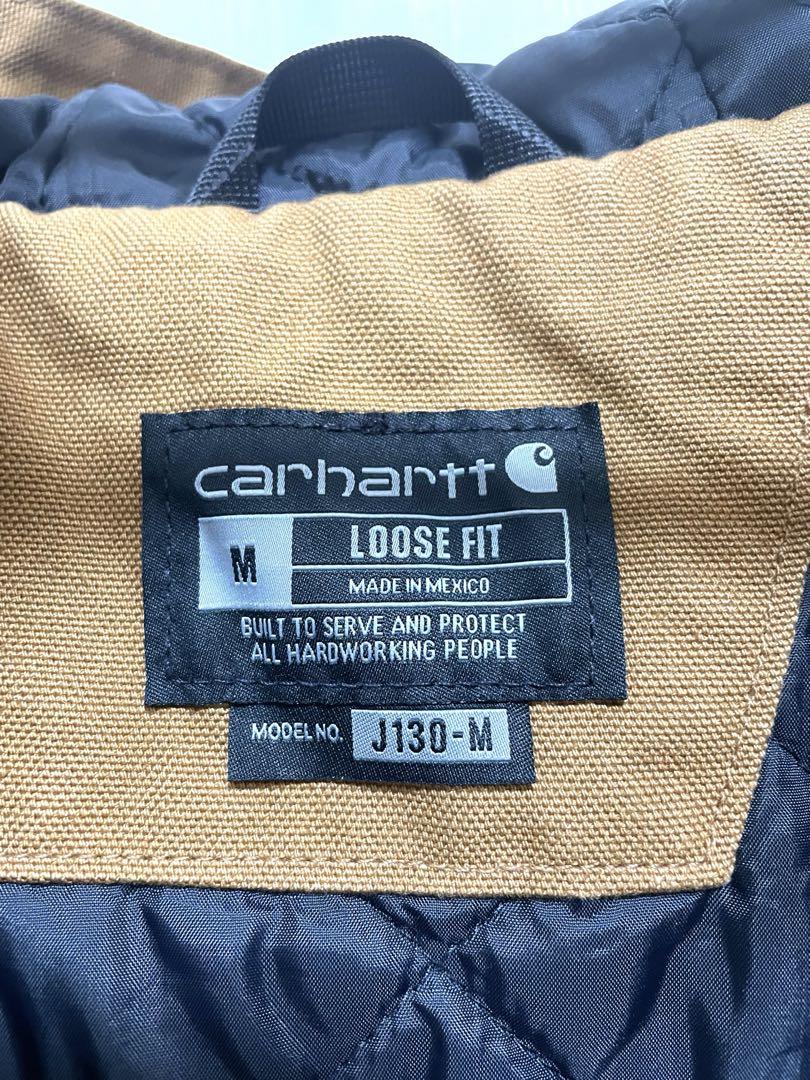 carhartt
M
LOOSE FIT
MADE IN MEXICO
BUILT TO SERVE AND PROTECT
ALL HARDWORKING PEOPLE
MODEL NO. J130-M